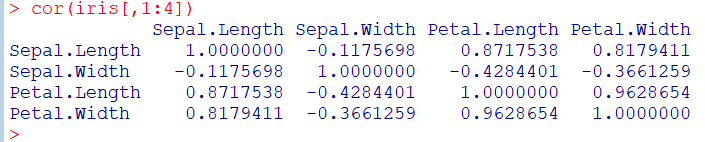 > cor(iris[,1:4])
             Sepal.Length Sepal.Width Petal.Length Petal.Width
Sepal.Length    1.0000000  -0.1175698    0.8717538   0.8179411
Sepal.Width    -0.1175698   1.0000000   -0.4284401  -0.3661259
Petal.Length    0.8717538  -0.4284401    1.0000000   0.9628654
Petal.Width     0.8179411  -0.3661259    0.9628654   1.0000000
>